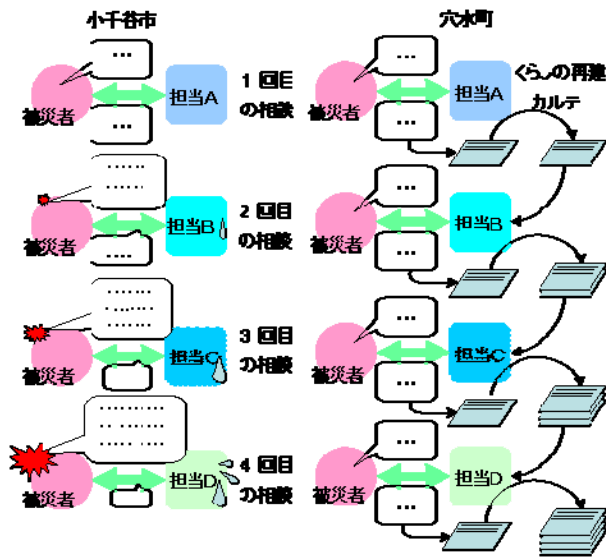 小千谷市
穴水町
被災者
担当A
1回目
の相談
被災者
担当A
くらしの再建
カルテ
被災者
担当B
2回目
の相談
被災者
担当B
被災者
担当C
3回目
の相談
被災者
担当C
被災者
担当D
4回目
の相談
被災者
担当D